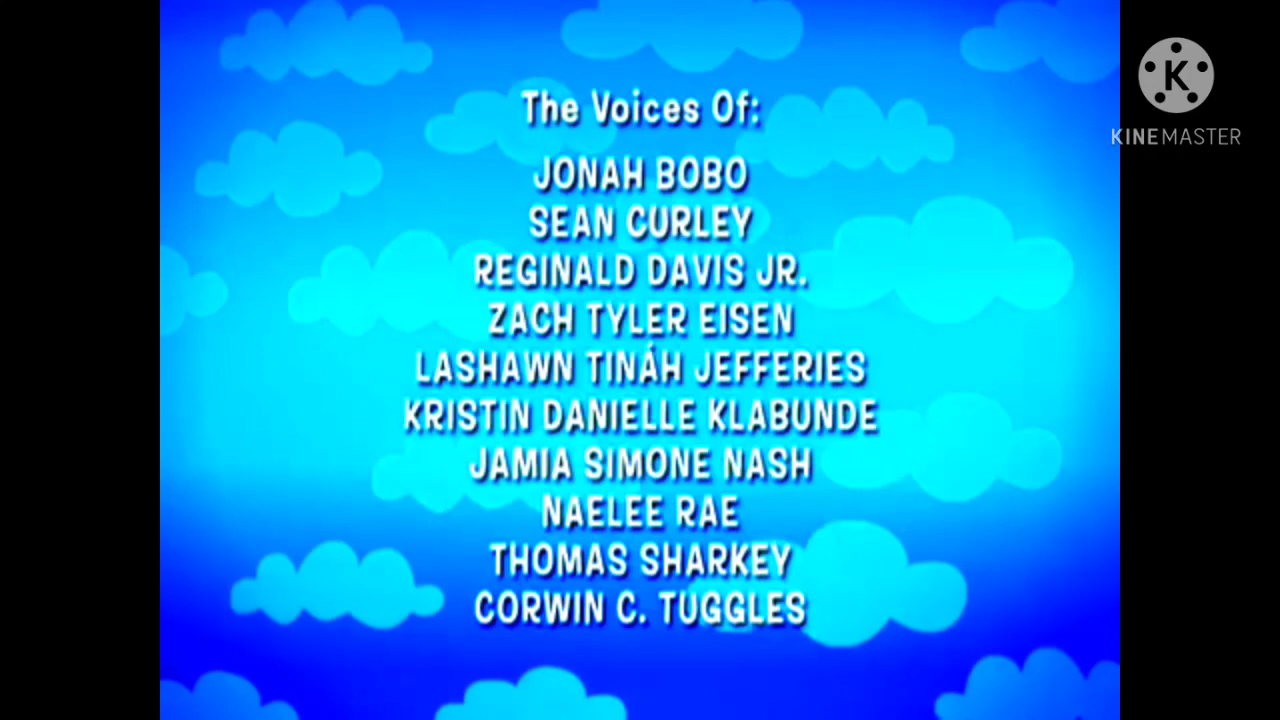 The Voices Of:
JONAH BOBO
SEAN CURLEY
REGINALD DAVIS JR.
ZACH TYLER EISEN
LASHAWN TINÁH JEFFERIES
KRISTIN DANIELLE KLABUNDE
JAMIA SIMONE NASH
NAELEE RAE
THOMAS SHARKEY
CORWIN C. TUGGLES
K
KINEMASTER